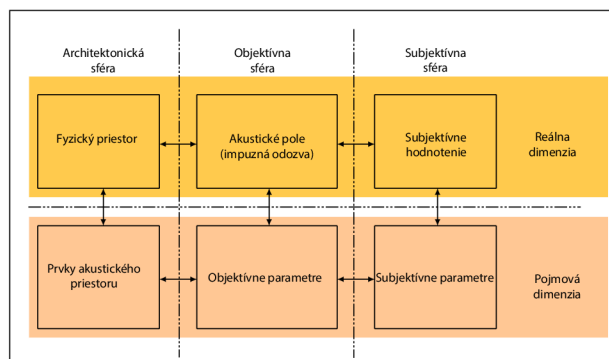 Architektonická
sféra
Objektívna
sféra
Subjektívna
sféra
Fyzický priestor
Akustické pole
(impuzná odozva)
Subjektívne
hodnotenie
Reálna
dimenzia
Prvky akustického
priestoru
Objektívne parametre
Subjektívne parametre
Pojmová
dimenzia